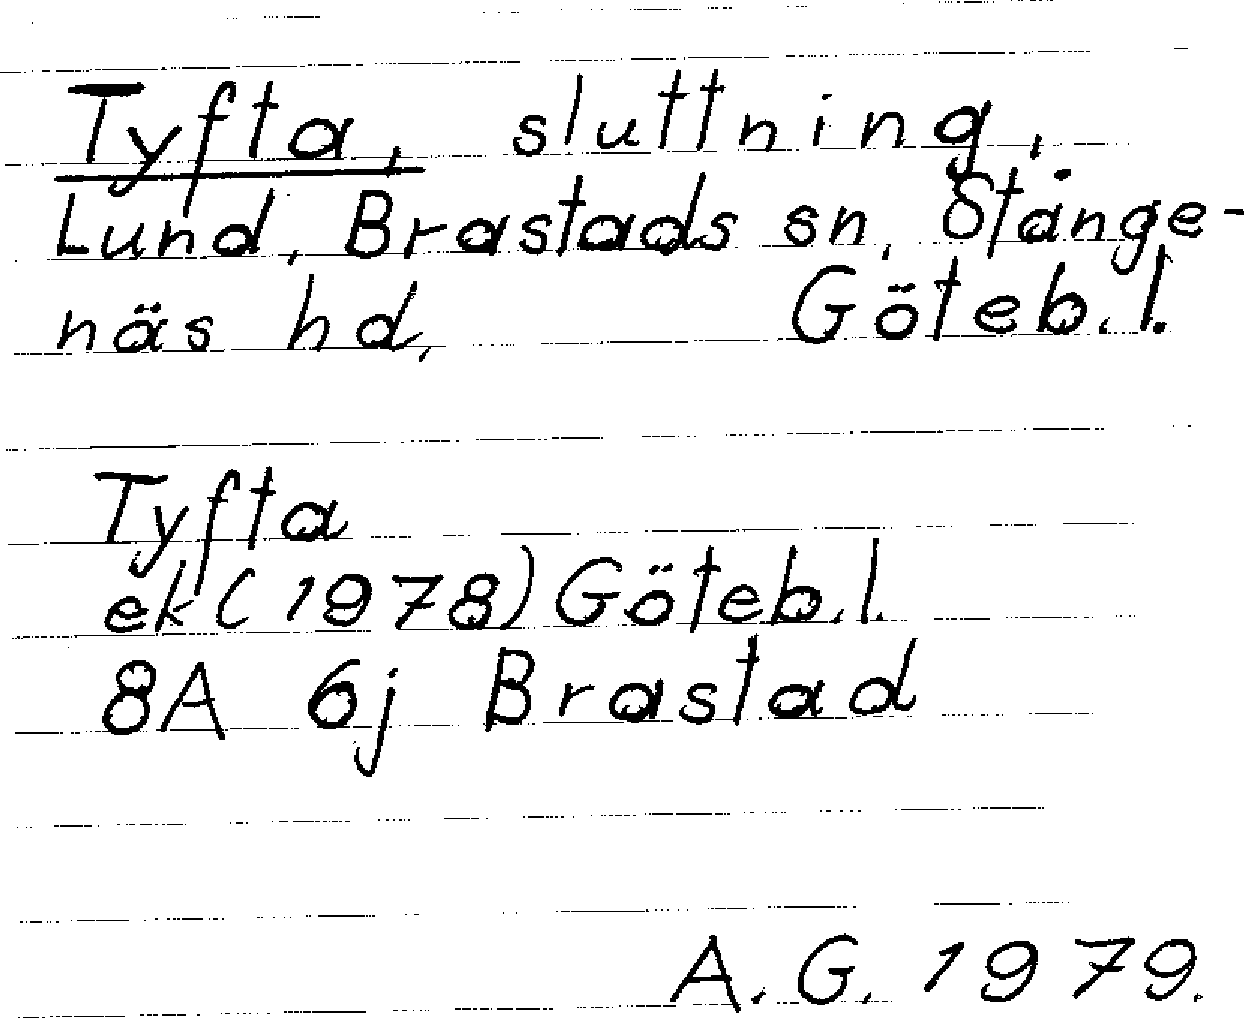 Tyfta, sluttning,
Lund, Brastads sn, Stånge-
näs hd, Göteb.l.
Tyfta
ek (1978) Göteb.l.
8A 6j Brastad
A.G. 1979.